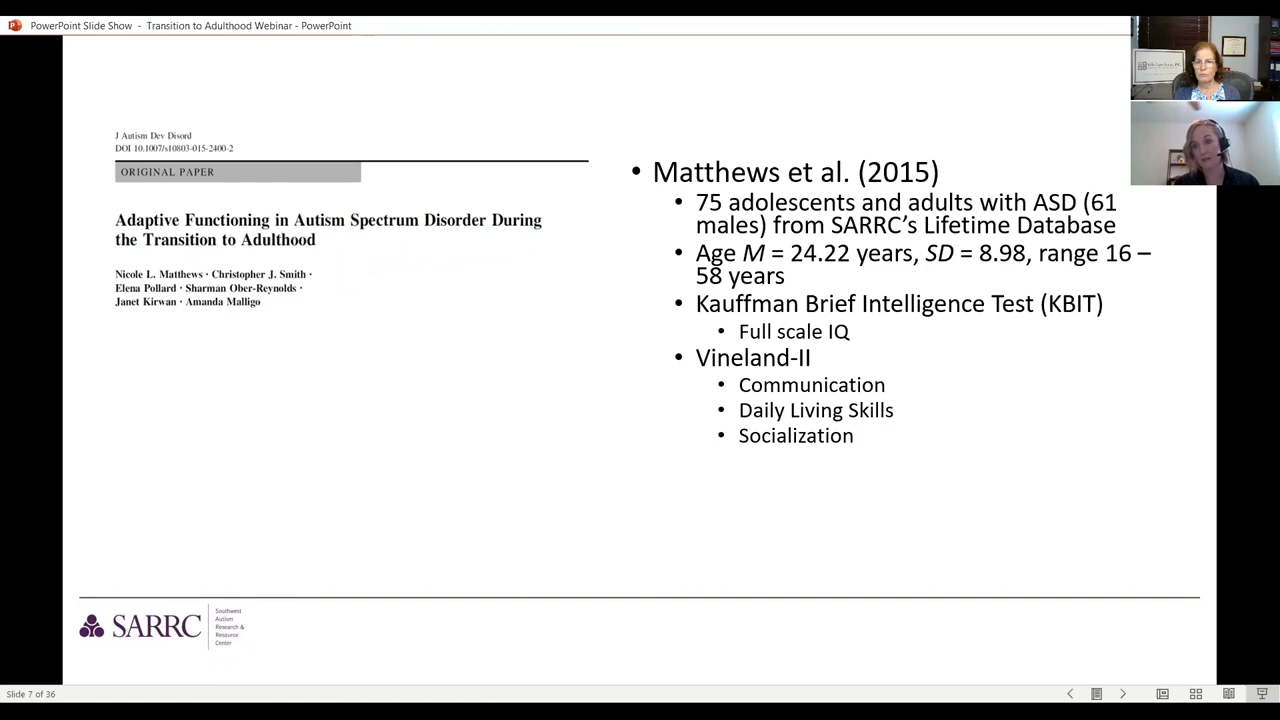 PowerPoint Slide Show - Transition to Adulthood Webinar - PowerPoint
J Autism Dev Disord
DOI 10.1007/s10803-015-2400-2
ORIGINAL PAPER
Adaptive Functioning in Autism Spectrum Disorder During
the Transition to Adulthood
Nicole L. Matthews · Christopher J. Smith ·
Elena Pollard · Sharman Ober-Reynolds ·
Janet Kirwan · Amanda Malligo
• Matthews et al. (2015)
• 75 adolescents and adults with ASD (61
males) from SARRC’s Lifetime Database
• Age M = 24.22 years, SD = 8.98, range 16 –
58 years
• Kauffman Brief Intelligence Test (KBIT)
• Full scale IQ
• Vineland-II
• Communication
• Daily Living Skills
• Socialization
SARRC
Southwest
Autism
Research &
Resource
Center
Slide 7 of 36